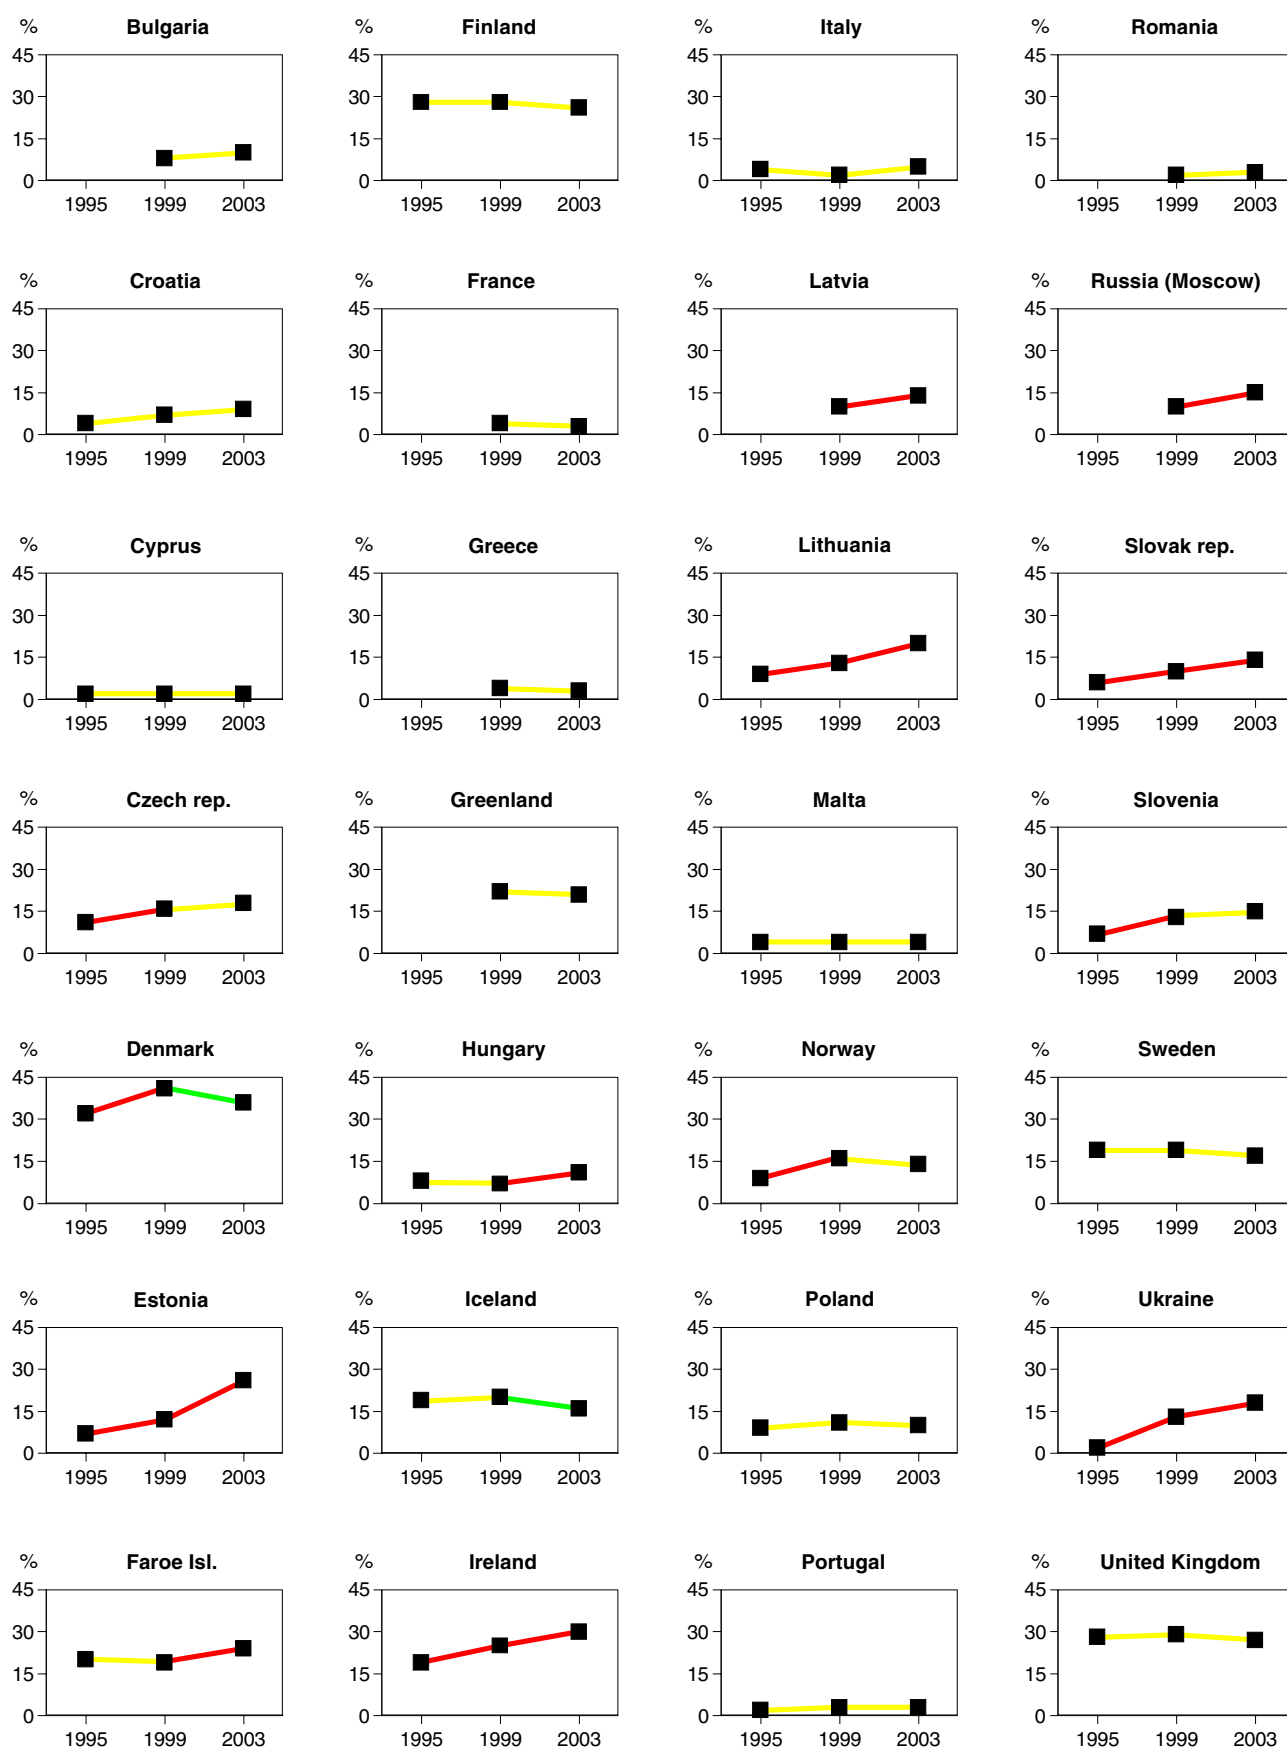 % Bulgaria % Finland % Italy % Romania
45 45 45 45
30 30 30 30
15 15 15 15
0 0 0 0
1995 1999 2003 1995 1999 2003 1995 1999 2003 1995 1999 2003
% Croatia % France % Latvia % Russia (Moscow)
45 45 45 45
30 30 30 30
15 15 15 15
0 0 0 0
1995 1999 2003 1995 1999 2003 1995 1999 2003 1995 1999 2003
% Cyprus % Greece % Lithuania % Slovak rep.
45 45 45 45
30 30 30 30
15 15 15 15
0 0 0 0
1995 1999 2003 1995 1999 2003 1995 1999 2003 1995 1999 2003
% Czech rep. % Greenland % Malta % Slovenia
45 45 45 45
30 30 30 30
15 15 15 15
0 0 0 0
1995 1999 2003 1995 1999 2003 1995 1999 2003 1995 1999 2003
% Denmark % Hungary % Norway % Sweden
45 45 45 45
30 30 30 30
15 15 15 15
0 0 0 0
1995 1999 2003 1995 1999 2003 1995 1999 2003 1995 1999 2003
% Estonia % Iceland % Poland % Ukraine
45 45 45 45
30 30 30 30
15 15 15 15
0 0 0 0
1995 1999 2003 1995 1999 2003 1995 1999 2003 1995 1999 2003
% Faroe Isl. % Ireland % Portugal % United Kingdom
45 45 45 45
30 30 30 30
15 15 15 15
0 0 0 0
1995 1999 2003 1995 1999 2003 1995 1999 2003 1995 1999 2003